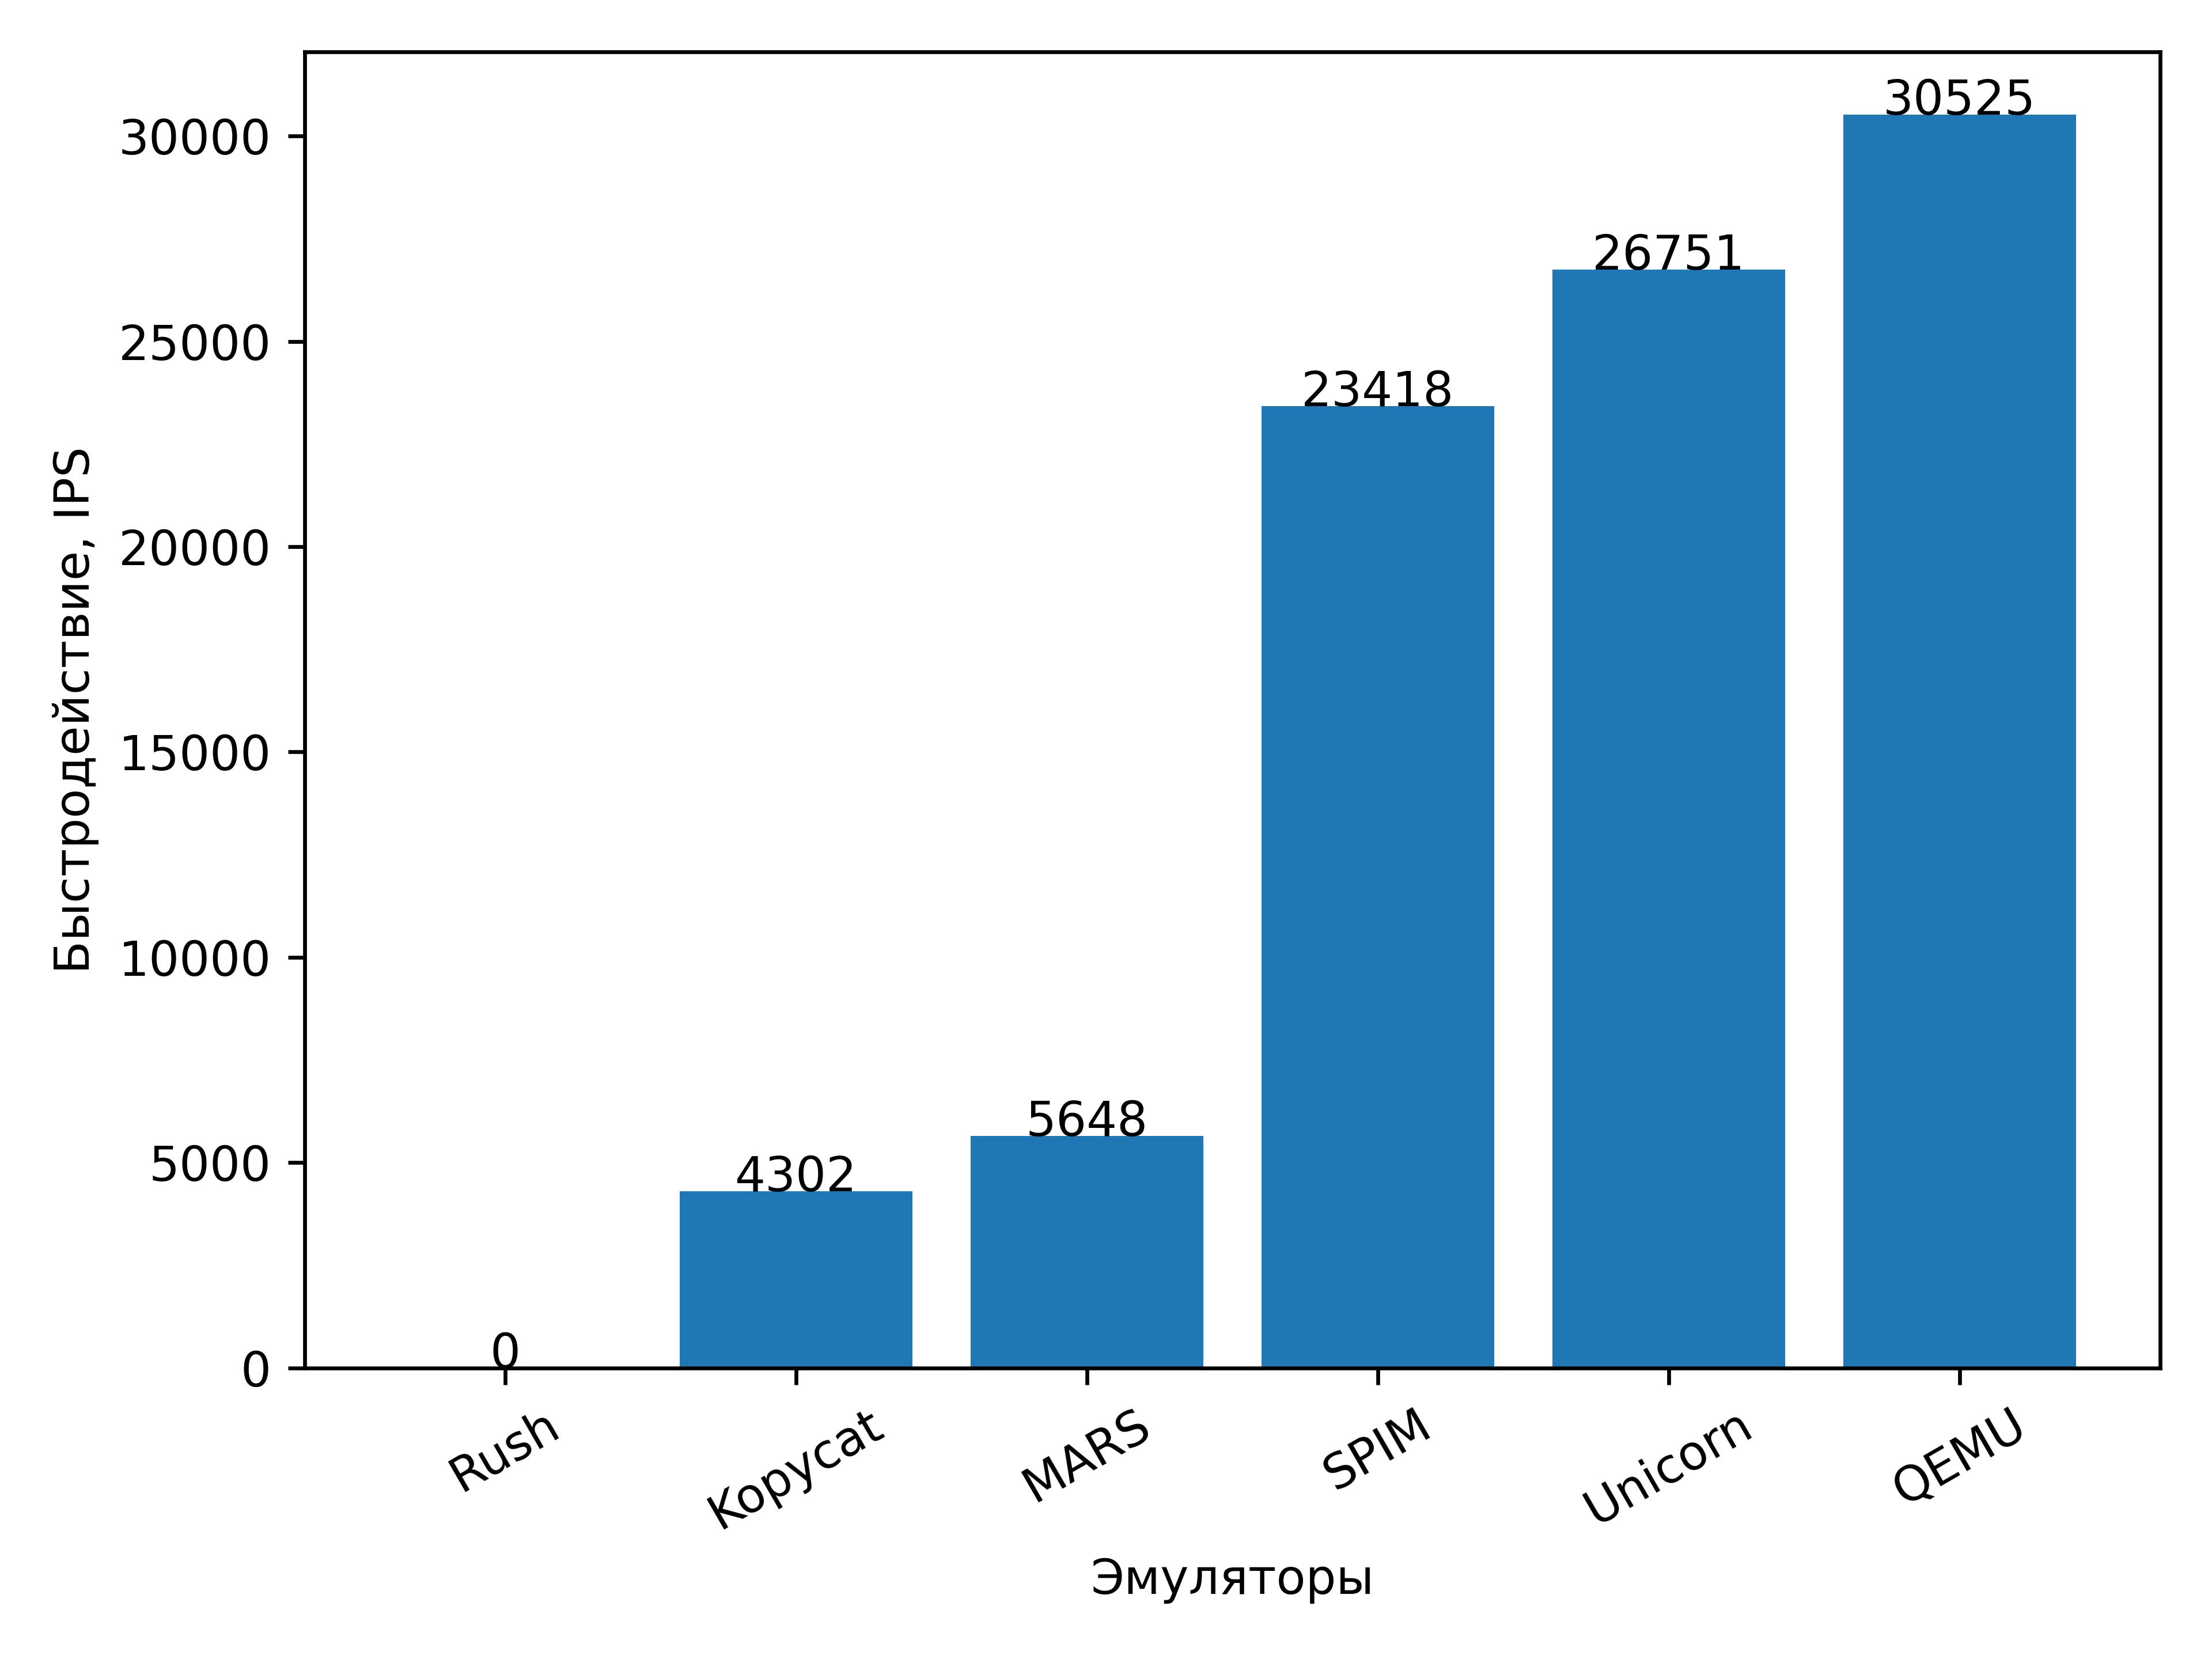 30000
25000
20000
15000
10000
5000
0
Быстродействие, IPS
0
4302
5648
23418
26751
30525
Rush
Kopycat
MARS
SPIM
Unicorn
QEMU
Эмуляторы